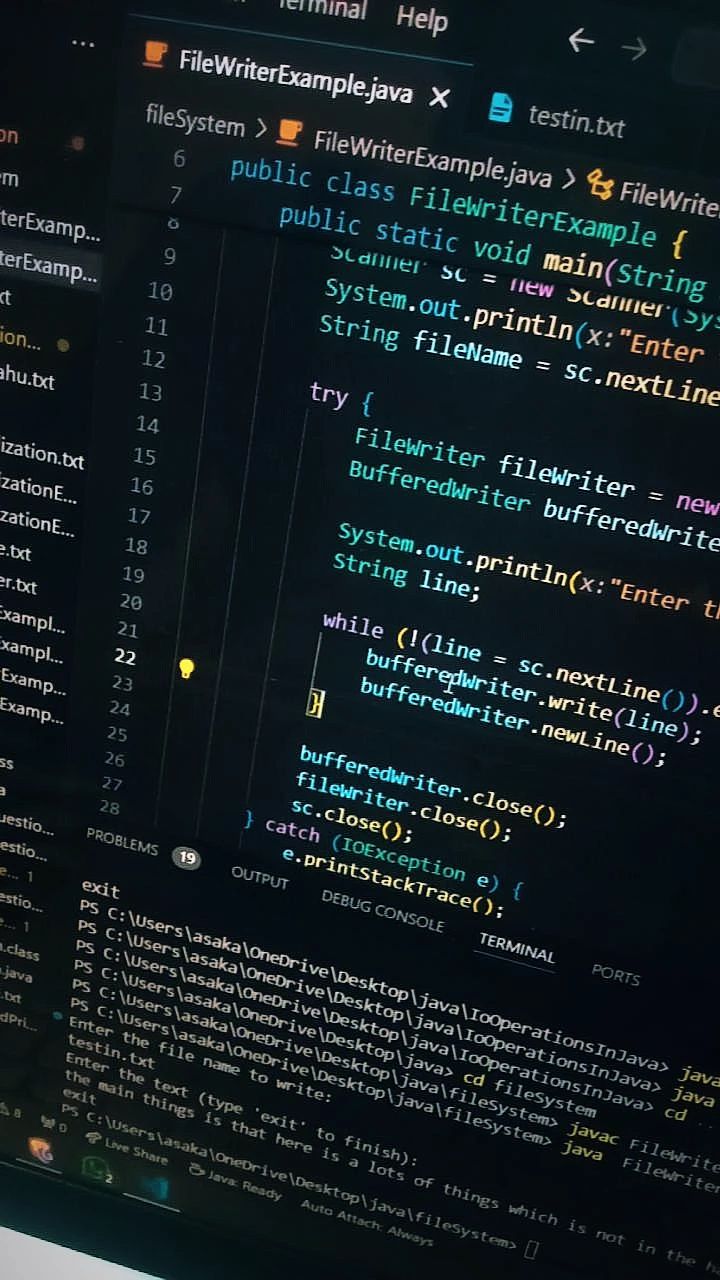 Terminal Help
FileWriterExample.java
testin.txt
fileSystem > FileWriterExample.java > FileWrite
6 public class FileWriterExample {
7 public static void main(String
8
9 Scanner sc = new Scanner(Sys
10 System.out.println(x:"Enter
11 String fileName = sc.nextLine
12
13 try {
14 FileWriter fileWriter = new
15 BufferedWriter bufferedWrite
16
17 System.out.println(x:"Enter th
18 String line;
19
20 while (!(line = sc.nextLine()).e
21 bufferedWriter.write(line);
22 bufferedWriter.newLine();
23 }
24
25 bufferedWriter.close();
26 fileWriter.close();
27 sc.close();
28 } catch (IOException e) {
e.printStackTrace();
on
em
terExamp...
terExamp...
xt
ion...
ahu.txt
ization.txt
izationE...
zationE...
e.txt
er.txt
Exampl...
Exampl...
Examp...
Examp...
ss
a
uestio...
estio...
e... 1
estio...
e... 1
.class
.java
.txt
dPri...
PROBLEMS 19 OUTPUT DEBUG CONSOLE TERMINAL PORTS
exit
PS C:\Users\asaka\OneDrive\Desktop\java\IoOperationsInJava> java
PS C:\Users\asaka\OneDrive\Desktop\java\IoOperationsInJava> java
PS C:\Users\asaka\OneDrive\Desktop\java\IoOperationsInJava> cd ..
PS C:\Users\asaka\OneDrive\Desktop\java> cd fileSystem
PS C:\Users\asaka\OneDrive\Desktop\java\fileSystem> javac FileWrite
PS C:\Users\asaka\OneDrive\Desktop\java\fileSystem> java FileWriter
Enter the file name to write:
testin.txt
Enter the text (type 'exit' to finish):
the main things is that here is a lots of things which is not in the
exit
PS C:\Users\asaka\OneDrive\Desktop\java\fileSystem>
8 0 Live Share Java: Ready Auto Attach: Always
2